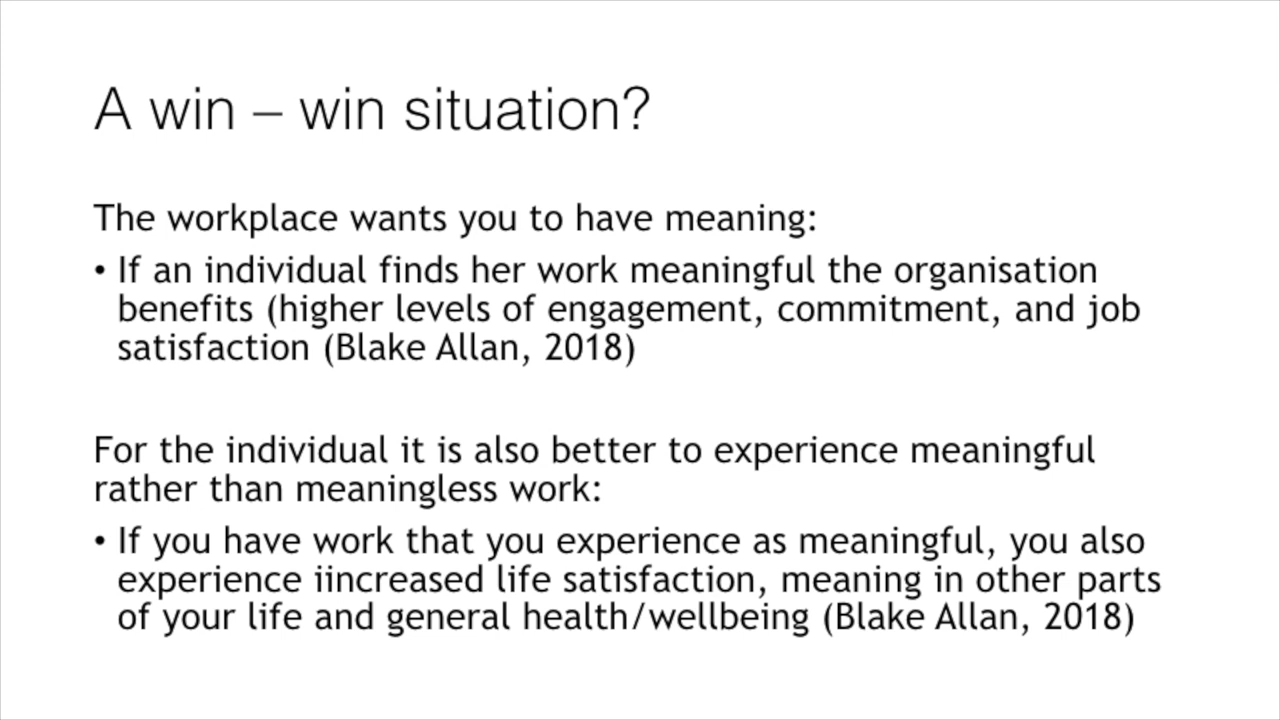 A win – win situation?
The workplace wants you to have meaning:
• If an individual finds her work meaningful the organisation
benefits (higher levels of engagement, commitment, and job
satisfaction (Blake Allan, 2018)
For the individual it is also better to experience meaningful
rather than meaningless work:
• If you have work that you experience as meaningful, you also
experience iincreased life satisfaction, meaning in other parts
of your life and general health/wellbeing (Blake Allan, 2018)